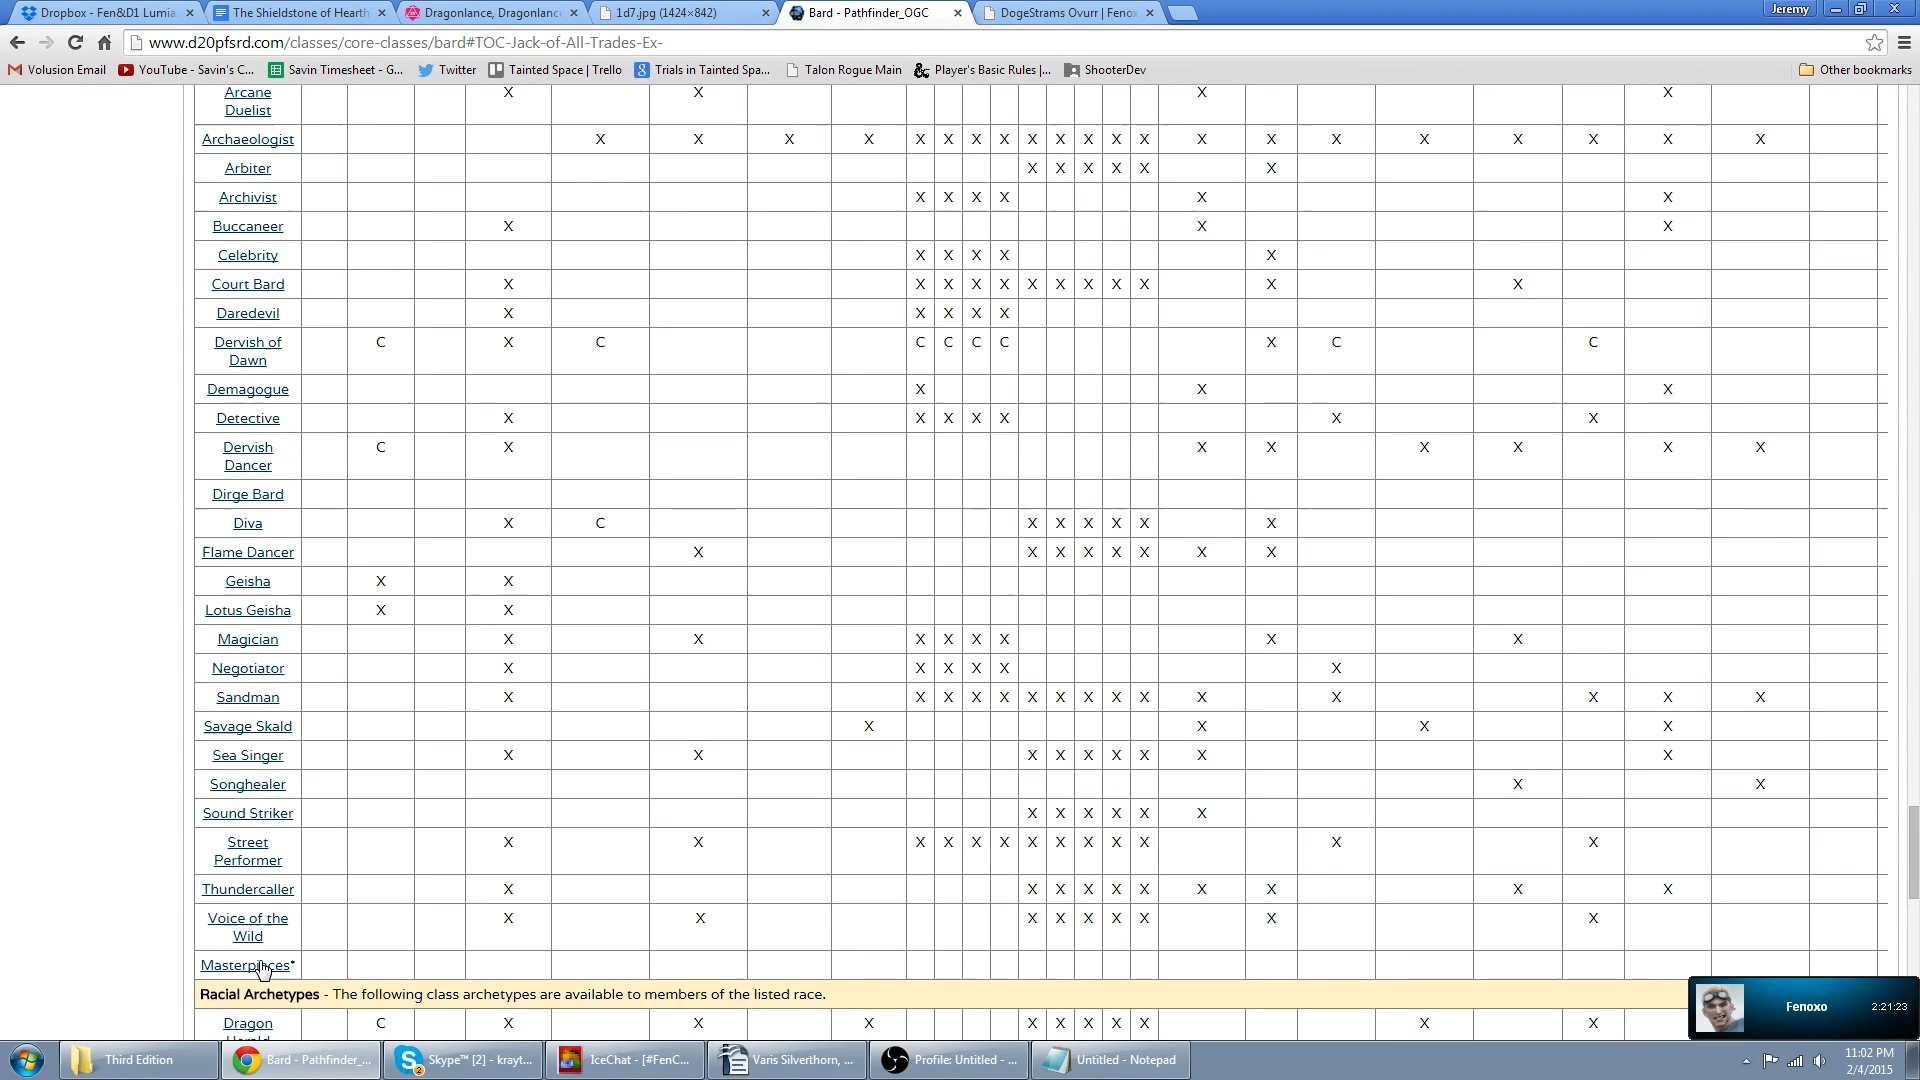 Dropbox - Fen&D1 Lumia
The Shieldstone of Hearth
Dragonlance, Dragonlanc
1d7.jpg (1424×842)
Bard - Pathfinder_OGC
DogeStrams Ovurr | Feno
Jeremy
www.d20pfsrd.com/classes/core-classes/bard#TOC-Jack-of-All-Trades-Ex-
Volusion Email
YouTube - Savin's C...
Savin Timesheet - G...
Twitter
Tainted Space | Trello
Trials in Tainted Spa...
Talon Rogue Main
Player's Basic Rules |...
ShooterDev
Other bookmarks
Arcane X X X X
Duelist
Archaeologist X X X X X X X X X X X X X X X X X X X X X
Arbiter X X X X X X
Archivist X X X X X X
Buccaneer X X X
Celebrity X X X X X
Court Bard X X X X X X X X X X X X
Daredevil X X X X X
Dervish of C X C C C C C X C C
Dawn
Demagogue X X X
Detective X X X X X X X
Dervish C X X X X X X X
Dancer
Dirge Bard
Diva X C X X X X X X
Flame Dancer X X X X X X X X
Geisha X X
Lotus Geisha X X
Magician X X X X X X X X
Negotiator X X X X X X
Sandman X X X X X X X X X X X X X X X
Savage Skald X X X X
Sea Singer X X X X X X X X X
Songhealer X X
Sound Striker X X X X X X
Street X X X X X X X X X X X X X
Performer
Thundercaller X X X X X X X X X X
Voice of the X X X X X X X X X
Wild
Masterpieces*
Racial Archetypes - The following class archetypes are available to members of the listed race.
Dragon C X X X X X X X X X X
Herald
Fenoxo 2:21:23
Third Edition
Bard - Pathfinder_...
Skype™ [2] - krayt...
2
IceChat - [#FenC...
Varis Silverthorn, ...
Profile: Untitled - ...
Untitled - Notepad
11:02 PM
2/4/2015